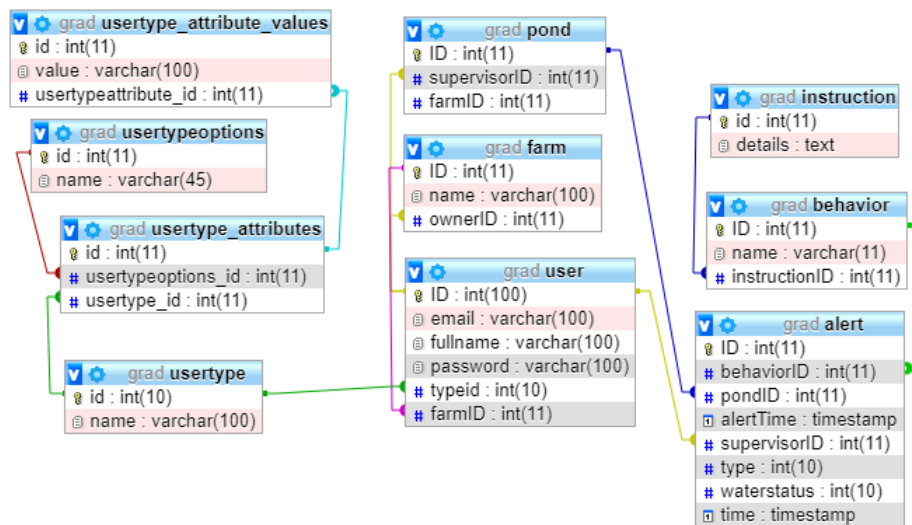 v grad usertype_attribute_values
id : int(11)
value : varchar(100)
# usertypeattribute_id : int(11)
v grad usertypeoptions
id : int(11)
name : varchar(45)
v grad usertype_attributes
id : int(11)
# usertypeoptions_id : int(11)
# usertype_id : int(11)
v grad usertype
id : int(10)
name : varchar(100)
v grad pond
ID : int(11)
# supervisorID : int(11)
# farmID : int(11)
v grad farm
ID : int(11)
name : varchar(100)
# ownerID : int(11)
v grad user
ID : int(100)
email : varchar(100)
fullname : varchar(100)
password : varchar(100)
# typeid : int(10)
# farmID : int(11)
v grad instruction
id : int(11)
details : text
v grad behavior
ID : int(11)
name : varchar(11)
# instructionID : int(11)
v grad alert
ID : int(11)
# behaviorID : int(11)
# pondID : int(11)
alertTime : timestamp
# supervisorID : int(11)
# type : int(10)
# waterstatus : int(10)
time : timestamp